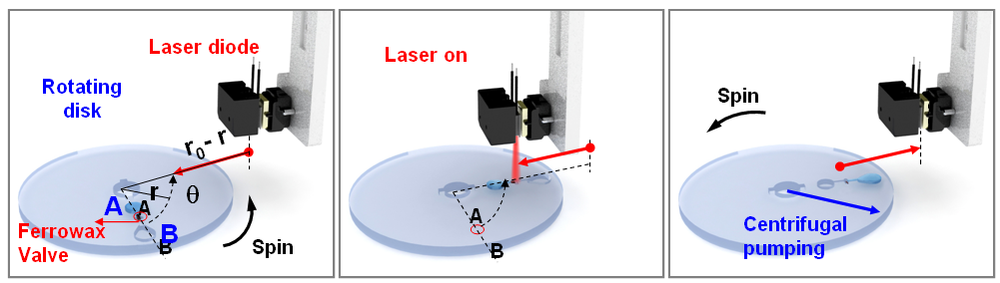 Laser diode
Rotating
disk
r0 - r
r
θ
A
A
B
B
Ferrowax
Valve
Spin
Laser on
A
B
Spin
Centrifugal
pumping